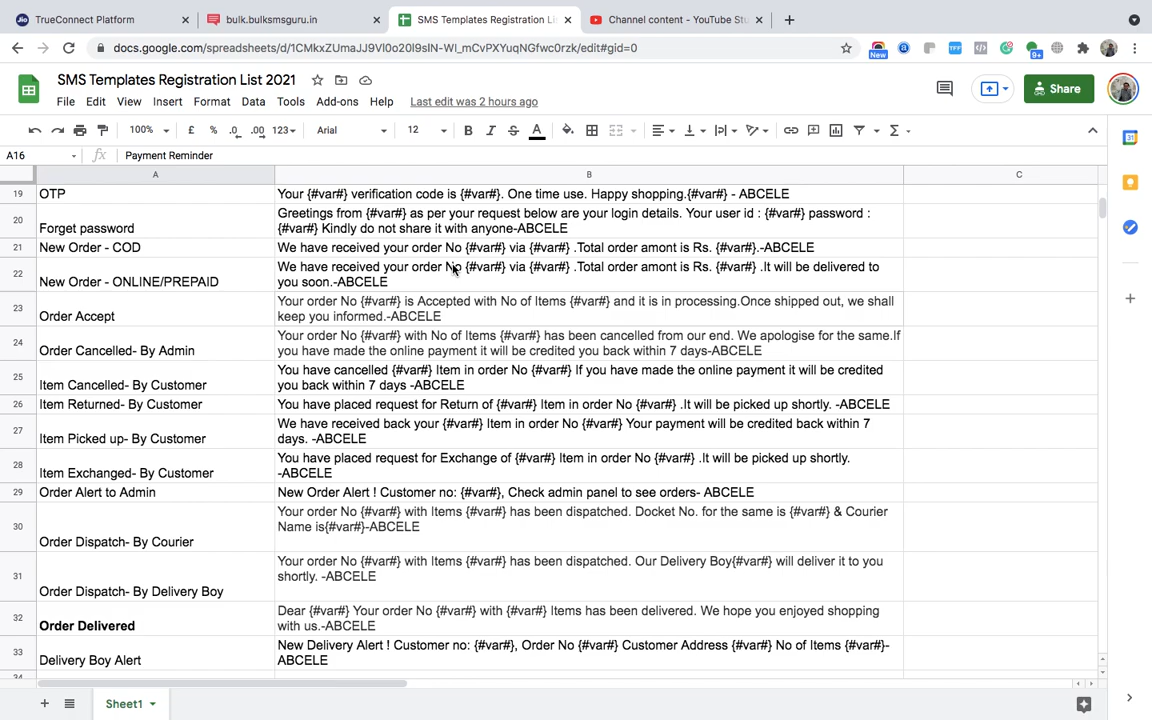 TrueConnect Platform
bulk.bulksmsguru.in
SMS Templates Registration Li
Channel content - YouTube Stu
docs.google.com/spreadsheets/d/1CMkxZUmaJJ9Vl0o20I9slN-Wl_mCvPXYuqNGfwc0rzk/edit#gid=0
New
9+
SMS Templates Registration List 2021
File Edit View Insert Format Data Tools Add-ons Help Last edit was 2 hours ago
Share
100% £ % .0 .00 123 Arial 12 B I S A
A16 fx Payment Reminder
A B C
19 OTP Your {#var#} verification code is {#var#}. One time use. Happy shopping.{#var#} - ABCELE
Greetings from {#var#} as per your request below are your login details. Your user id : {#var#} password :
20 Forget password {#var#} Kindly do not share it with anyone-ABCELE
21 New Order - COD We have received your order No {#var#} via {#var#} .Total order amont is Rs. {#var#}.-ABCELE
We have received your order No {#var#} via {#var#} .Total order amont is Rs. {#var#} .It will be delivered to
22 New Order - ONLINE/PREPAID you soon.-ABCELE
Your order No {#var#} is Accepted with No of Items {#var#} and it is in processing.Once shipped out, we shall
23 Order Accept keep you informed.-ABCELE
Your order No {#var#} with No of Items {#var#} has been cancelled from our end. We apologise for the same.If
24 Order Cancelled- By Admin you have made the online payment it will be credited you back within 7 days-ABCELE
You have cancelled {#var#} Item in order No {#var#} If you have made the online payment it will be credited
25 Item Cancelled- By Customer you back within 7 days -ABCELE
26 Item Returned- By Customer You have placed request for Return of {#var#} Item in order No {#var#} .It will be picked up shortly. -ABCELE
We have received back your {#var#} Item in order No {#var#} Your payment will be credited back within 7
27 Item Picked up- By Customer days. -ABCELE
You have placed request for Exchange of {#var#} Item in order No {#var#} .It will be picked up shortly.
28 Item Exchanged- By Customer -ABCELE
29 Order Alert to Admin New Order Alert ! Customer no: {#var#}, Check admin panel to see orders- ABCELE
Your order No {#var#} with Items {#var#} has been dispatched. Docket No. for the same is {#var#} & Courier
30 Name is{#var#}-ABCELE
Order Dispatch- By Courier
Your order No {#var#} with Items {#var#} has been dispatched. Our Delivery Boy{#var#} will deliver it to you
31 shortly. -ABCELE
Order Dispatch- By Delivery Boy
Dear {#var#} Your order No {#var#} with {#var#} Items has been delivered. We hope you enjoyed shopping
32 Order Delivered with us.-ABCELE
New Delivery Alert ! Customer no: {#var#}, Order No {#var#} Customer Address {#var#} No of Items {#var#}-
33 Delivery Boy Alert ABCELE
34
Sheet1